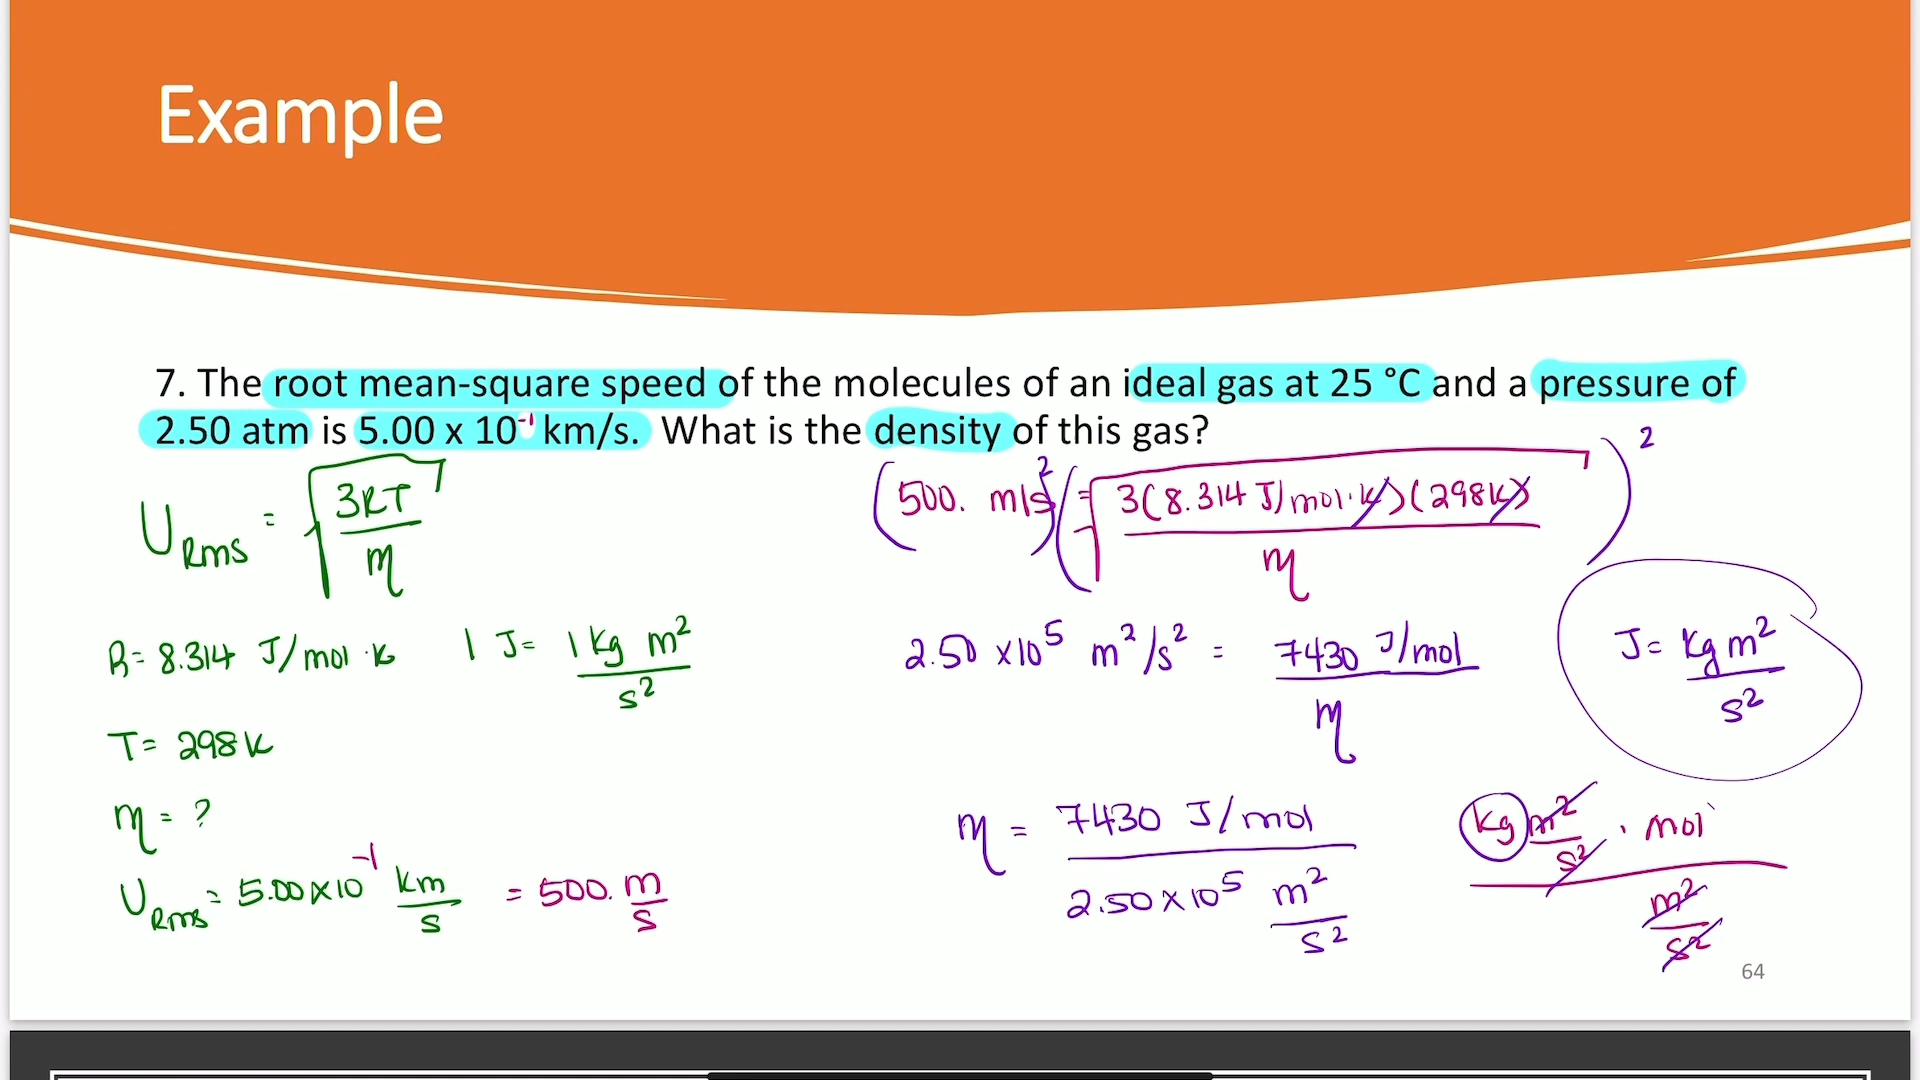 Example
7. The root mean-square speed of the molecules of an ideal gas at 25 °C and a pressure of
2.50 atm is 5.00 x 10⁻¹ km/s. What is the density of this gas?
U_RMS = √(3RT/M)
R = 8.314 J/mol·K 1 J = 1 kg m²/s²
T = 298 K
M = ?
U_RMS = 5.00 x 10⁻¹ km/s = 500. m/s
(500. m/s)² = (√(3(8.314 J/mol·K)(298K)/M))²
2.50 x10⁵ m²/s² = 7430 J/mol / M
J = kg m²/s²
M = 7430 J/mol / 2.50 x 10⁵ m²/s²
kg m²/s² · mol / m²/s²
64